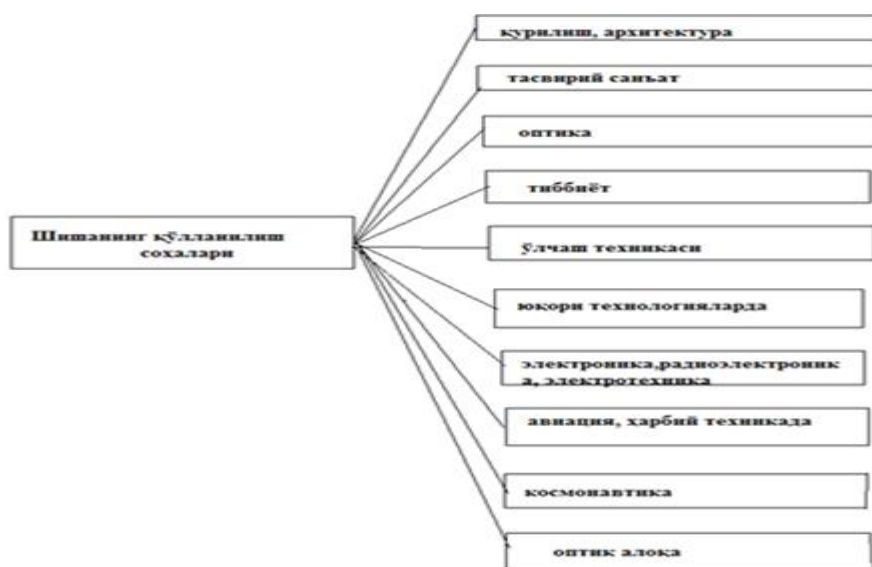 қурилиш, архитектура
тасвирий санъат
оптика
тиббиёт
Шишанинг қўлланилиш
соҳалари
ўлчаш техникаси
юқори технологияларда
электроника,радиоэлектроник
а, электротехника
авиация, ҳарбий техникада
космонавтика
оптик алоқа